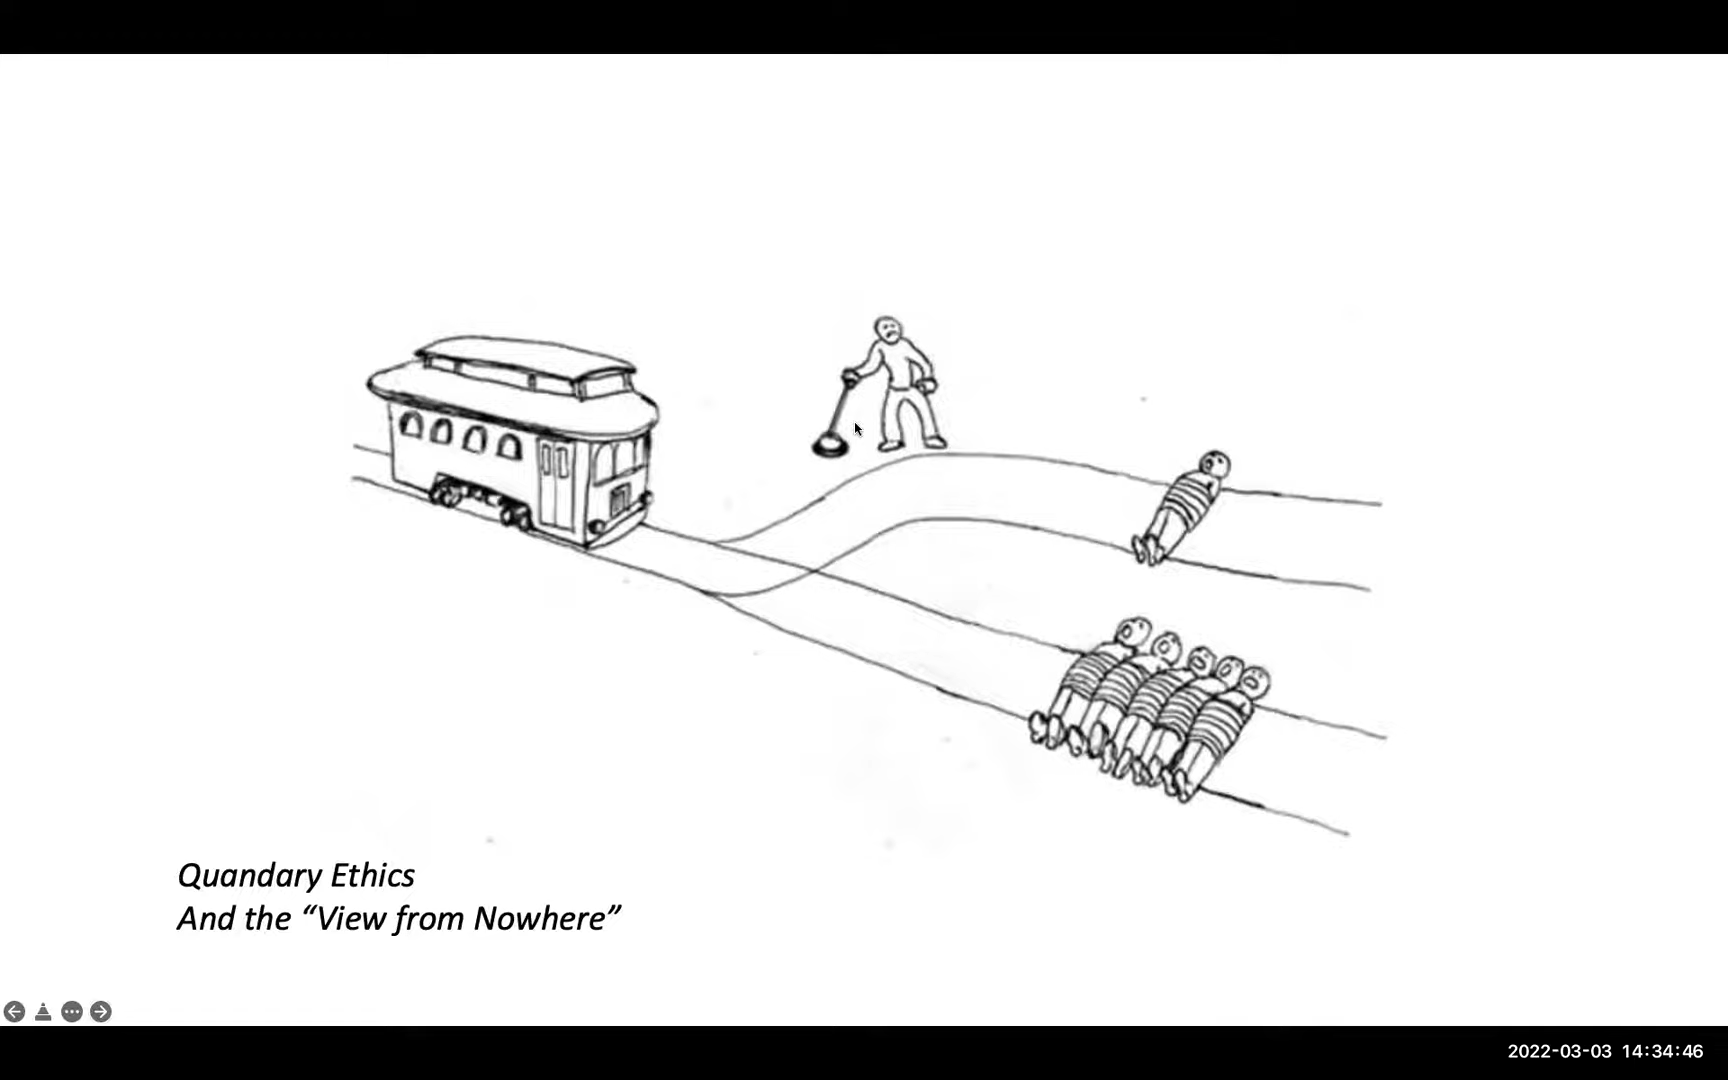 Quandary Ethics
And the “View from Nowhere”
2022-03-03 14:34:46